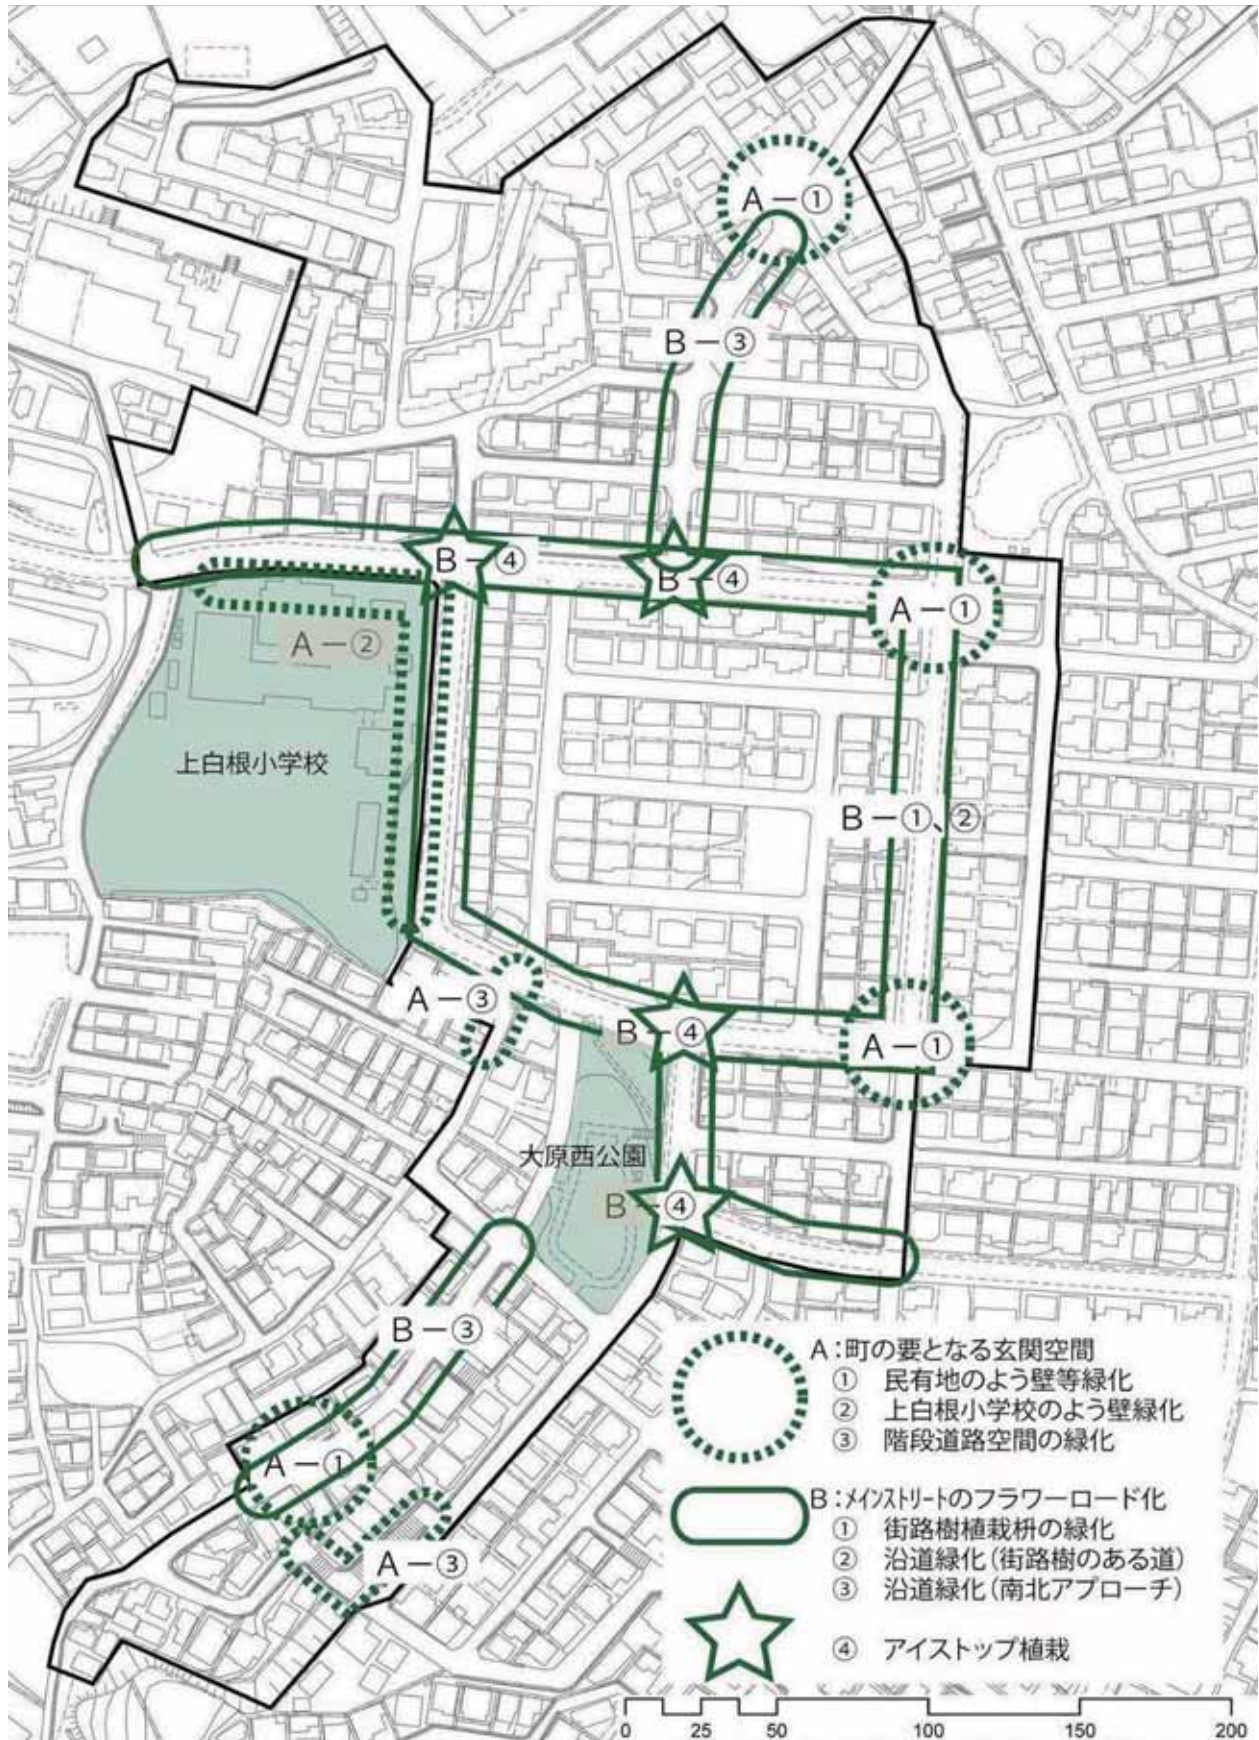 A－①
B－③
B－④
B－④
A－①
A－②
上白根小学校
B－①、②
A－③
B－④
A－①
大原西公園
B ④
B－③
A－①
A－③
A：町の要となる玄関空間
① 民有地のよう壁等緑化
② 上白根小学校のよう壁緑化
③ 階段道路空間の緑化
B：ﾒｲﾝｽﾄﾘｰﾄのフラワーロード化
① 街路樹植栽枡の緑化
② 沿道緑化（街路樹のある道）
③ 沿道緑化（南北アプローチ）
④ アイストップ植栽
0 25 50 100 150 200